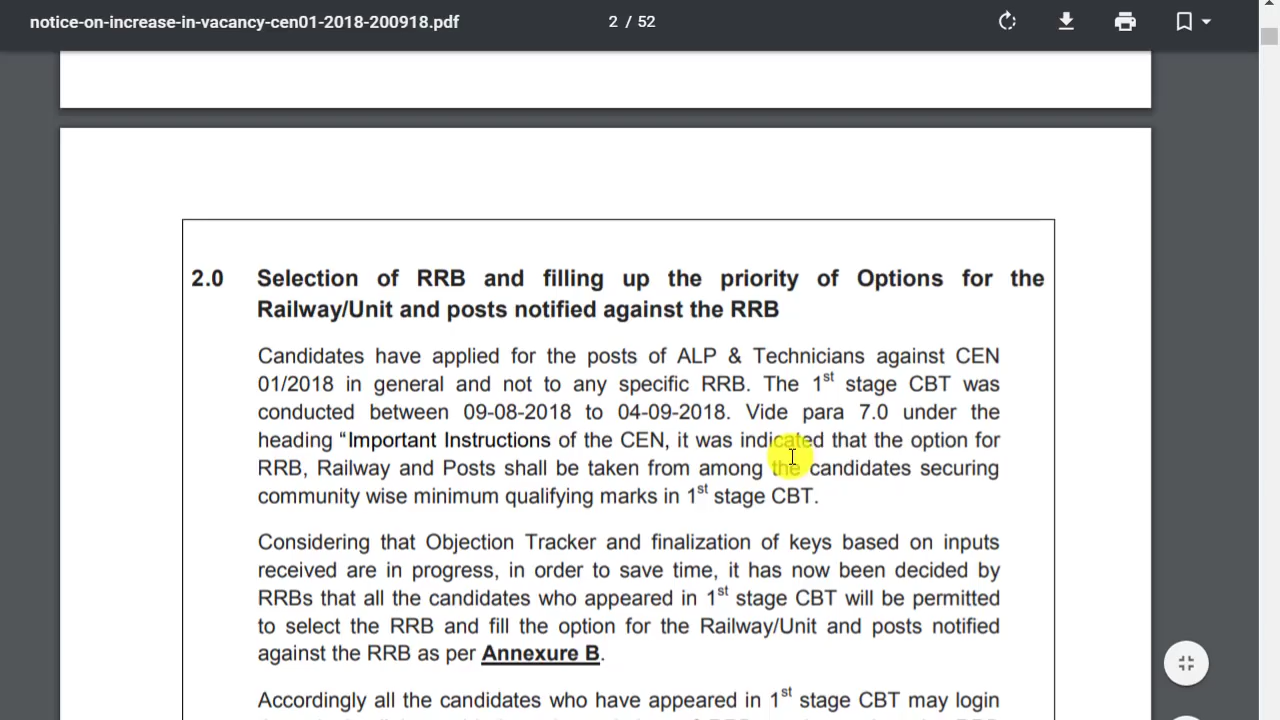 notice-on-increase-in-vacancy-cen01-2018-200918.pdf 2 / 52
2.0 Selection of RRB and filling up the priority of Options for the
Railway/Unit and posts notified against the RRB
Candidates have applied for the posts of ALP & Technicians against CEN
01/2018 in general and not to any specific RRB. The 1st stage CBT was
conducted between 09-08-2018 to 04-09-2018. Vide para 7.0 under the
heading “Important Instructions of the CEN, it was indicated that the option for
RRB, Railway and Posts shall be taken from among the candidates securing
community wise minimum qualifying marks in 1st stage CBT.
Considering that Objection Tracker and finalization of keys based on inputs
received are in progress, in order to save time, it has now been decided by
RRBs that all the candidates who appeared in 1st stage CBT will be permitted
to select the RRB and fill the option for the Railway/Unit and posts notified
against the RRB as per Annexure B.
Accordingly all the candidates who have appeared in 1st stage CBT may login